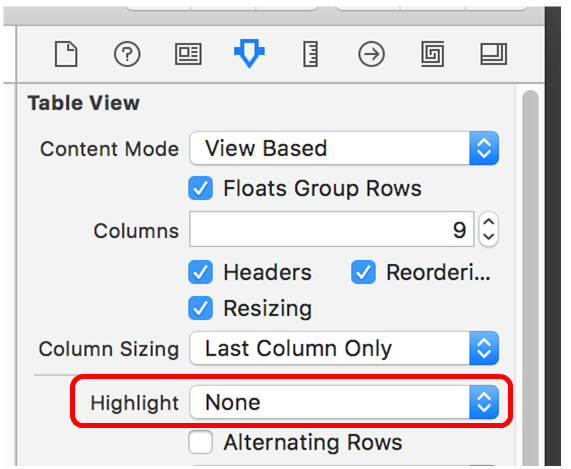 Table View
Content Mode View Based
Floats Group Rows
Columns 9
Headers Reorderi...
Resizing
Column Sizing Last Column Only
Highlight None
Alternating Rows